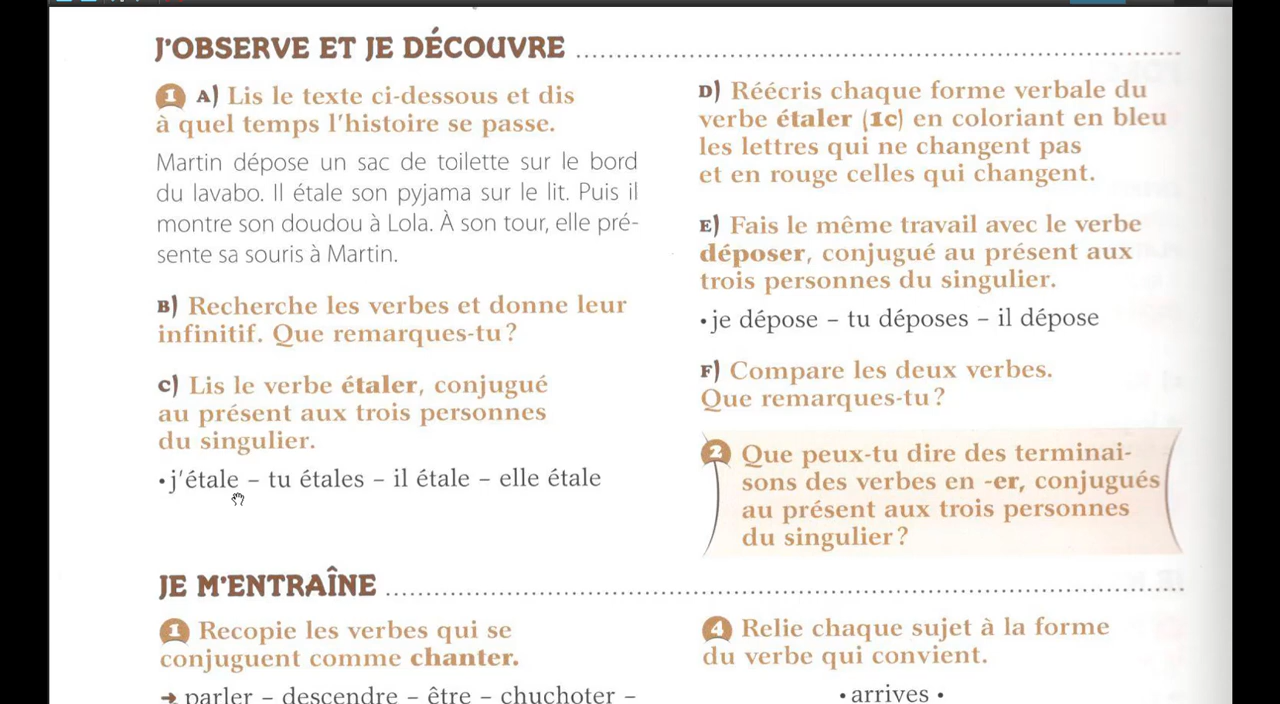 J'OBSERVE ET JE DÉCOUVRE
1 A) Lis le texte ci-dessous et dis
à quel temps l'histoire se passe.
Martin dépose un sac de toilette sur le bord
du lavabo. Il étale son pyjama sur le lit. Puis il
montre son doudou à Lola. À son tour, elle pré-
sente sa souris à Martin.
B) Recherche les verbes et donne leur
infinitif. Que remarques-tu ?
C) Lis le verbe étaler, conjugué
au présent aux trois personnes
du singulier.
• j'étale – tu étales – il étale – elle étale
D) Réécris chaque forme verbale du
verbe étaler (1c) en coloriant en bleu
les lettres qui ne changent pas
et en rouge celles qui changent.
E) Fais le même travail avec le verbe
déposer, conjugué au présent aux
trois personnes du singulier.
• je dépose – tu déposes – il dépose
F) Compare les deux verbes.
Que remarques-tu ?
2 Que peux-tu dire des terminai-
sons des verbes en -er, conjugués
au présent aux trois personnes
du singulier ?
JE M'ENTRAÎNE
1 Recopie les verbes qui se
conjuguent comme chanter.
➔ parler – descendre – être – chuchoter –
4 Relie chaque sujet à la forme
du verbe qui convient.
• arrives •